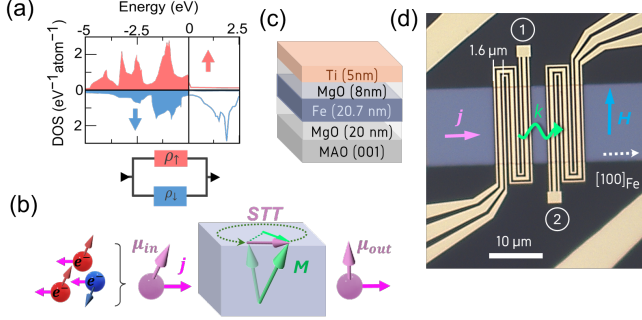 (a)
Energy (eV)
-5
-2.5
0
2.5
DOS (eV⁻¹atom⁻¹)
2
0
2
ρ↑
ρ↓
(b)
e⁻
e⁻
e⁻
μin
j
STT
M
μout
(c)
Ti (5nm)
MgO (8nm)
Fe (20.7 nm)
MgO (20 nm)
MAO (001)
(d)
1
1.6 μm
j
k
H
[100]Fe
2
10 μm